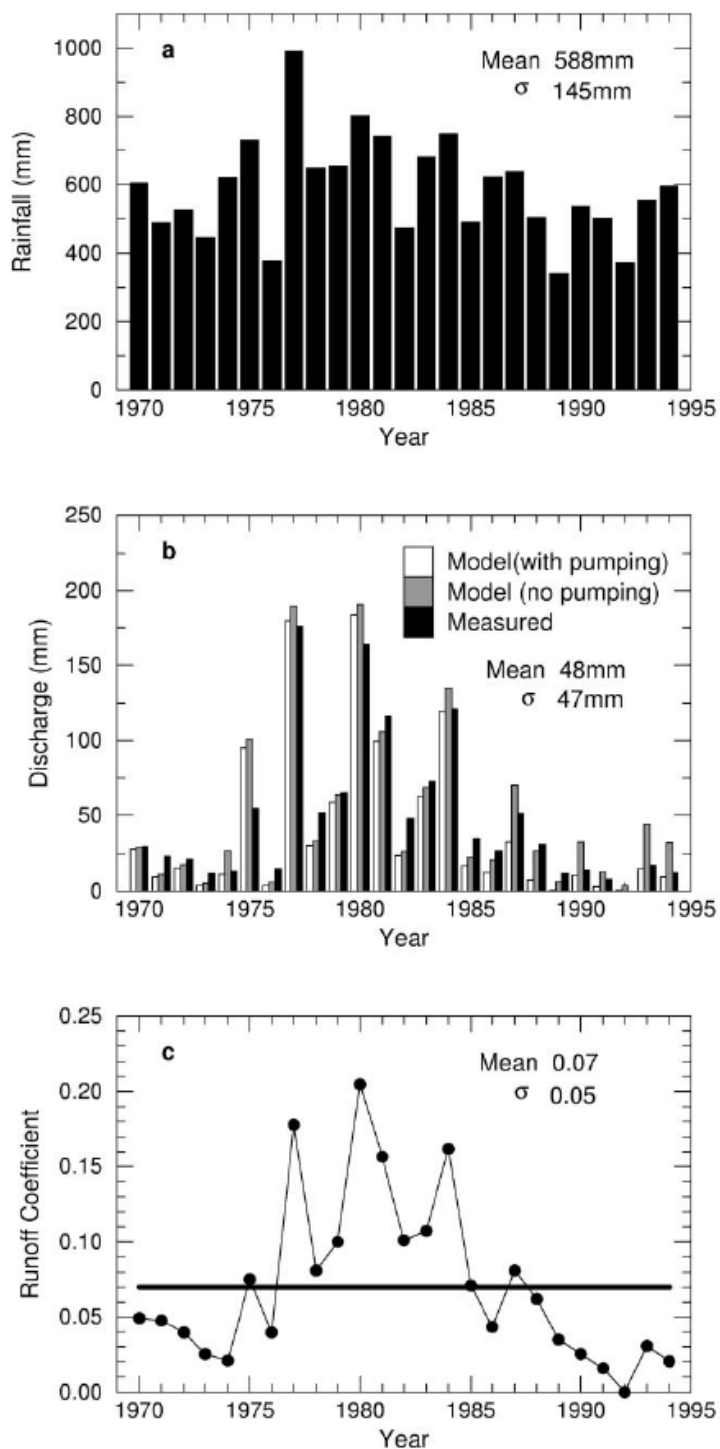 a
Mean 588mm
σ 145mm
1000
800
600
400
200
0
Rainfall (mm)
1970 1975 1980 1985 1990 1995
Year
b
Model(with pumping)
Model (no pumping)
Measured
Mean 48mm
σ 47mm
250
200
150
100
50
0
Discharge (mm)
1970 1975 1980 1985 1990 1995
Year
c
Mean 0.07
σ 0.05
0.25
0.20
0.15
0.10
0.05
0.00
Runoff Coefficient
1970 1975 1980 1985 1990 1995
Year